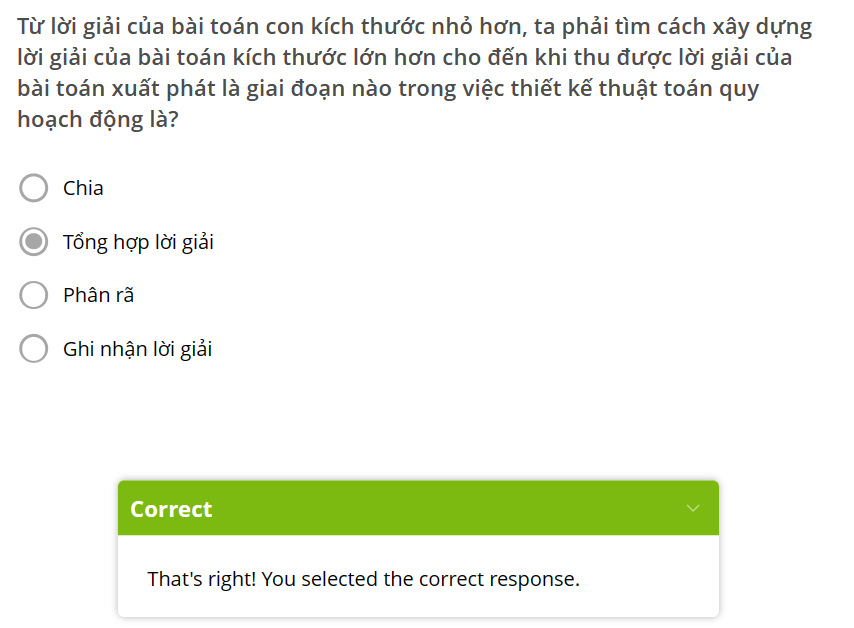 Từ lời giải của bài toán con kích thước nhỏ hơn, ta phải tìm cách xây dựng
lời giải của bài toán kích thước lớn hơn cho đến khi thu được lời giải của
bài toán xuất phát là giai đoạn nào trong việc thiết kế thuật toán quy
hoạch động là?
Chia
Tổng hợp lời giải
Phân rã
Ghi nhận lời giải
Correct
That's right! You selected the correct response.